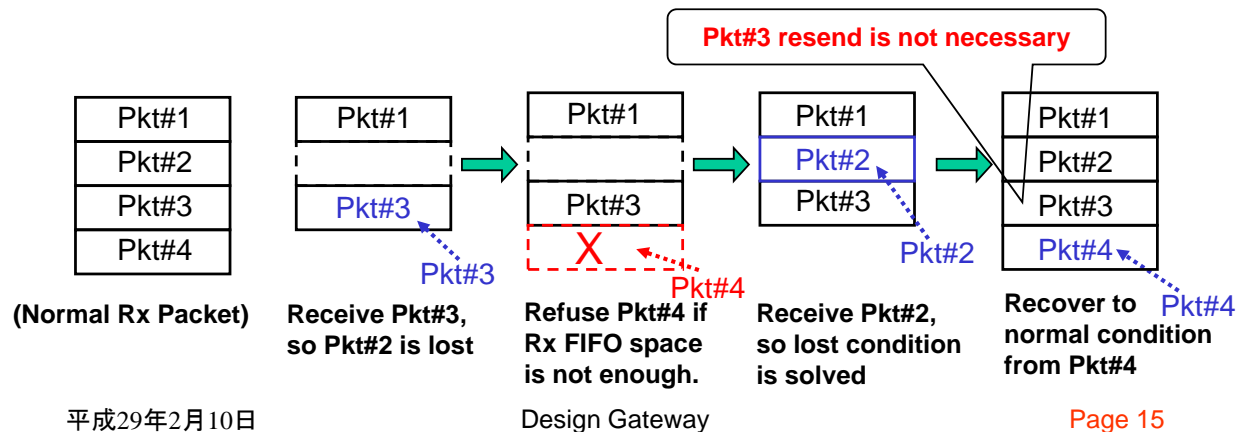 Pkt#3 resend is not necessary
Pkt#1
Pkt#2
Pkt#3
Pkt#4
(Normal Rx Packet)
Pkt#1
Pkt#3
Pkt#3
Receive Pkt#3,
so Pkt#2 is lost
Pkt#1
Pkt#3
X
Pkt#4
Refuse Pkt#4 if
Rx FIFO space
is not enough.
Pkt#1
Pkt#2
Pkt#3
Pkt#2
Receive Pkt#2,
so lost condition
is solved
Pkt#1
Pkt#2
Pkt#3
Pkt#4
Pkt#4
Recover to
normal condition
from Pkt#4
平成29年2月10日
Design Gateway
Page 15